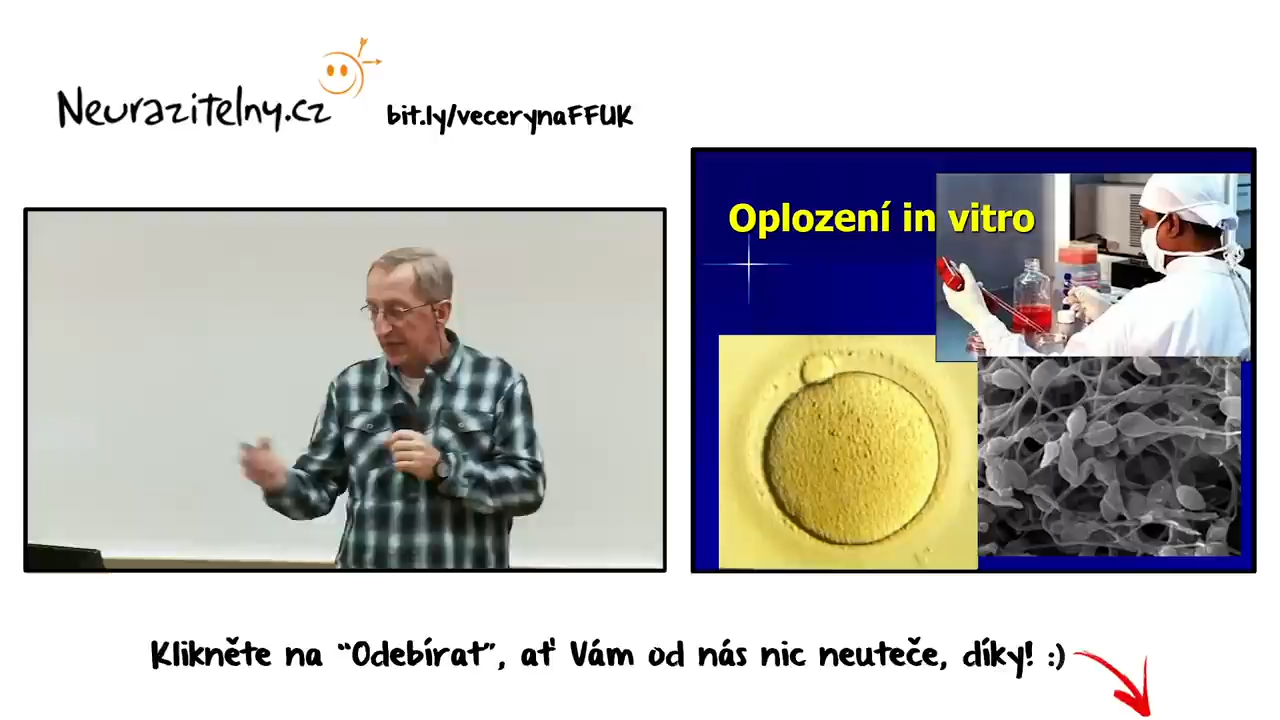 Neurazitelny.cz
bit.ly/vecerynaFFUK
Oplození in vitro
Klikněte na “Odebírat”, ať Vám od nás nic neuteče, díky! :)